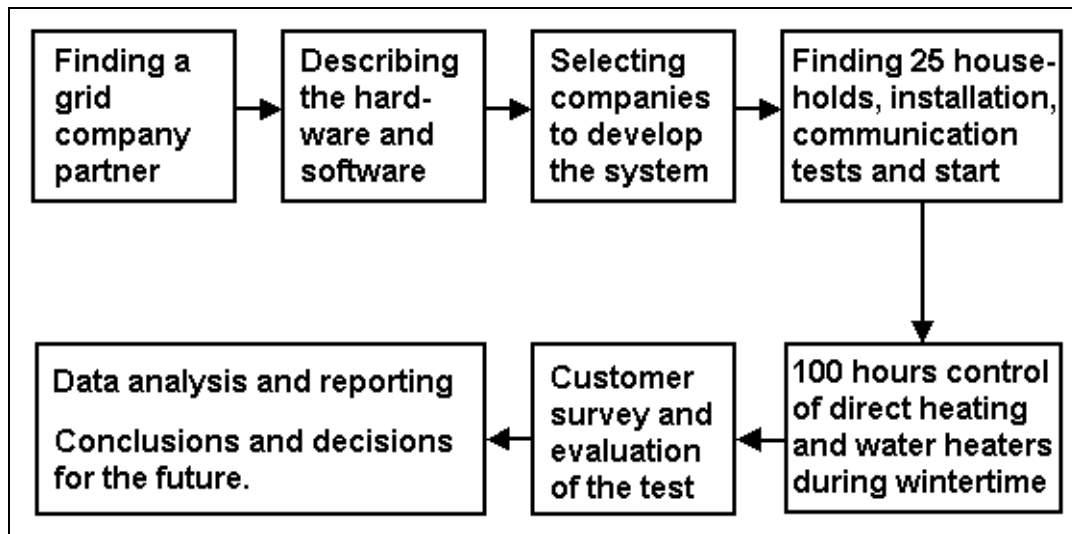 Finding a
grid
company
partner
Describing
the hard-
ware and
software
Selecting
companies
to develop
the system
Finding 25 house-
holds, installation,
communication
tests and start
100 hours control
of direct heating
and water heaters
during wintertime
Customer
survey and
evaluation
of the test
Data analysis and reporting
Conclusions and decisions
for the future.